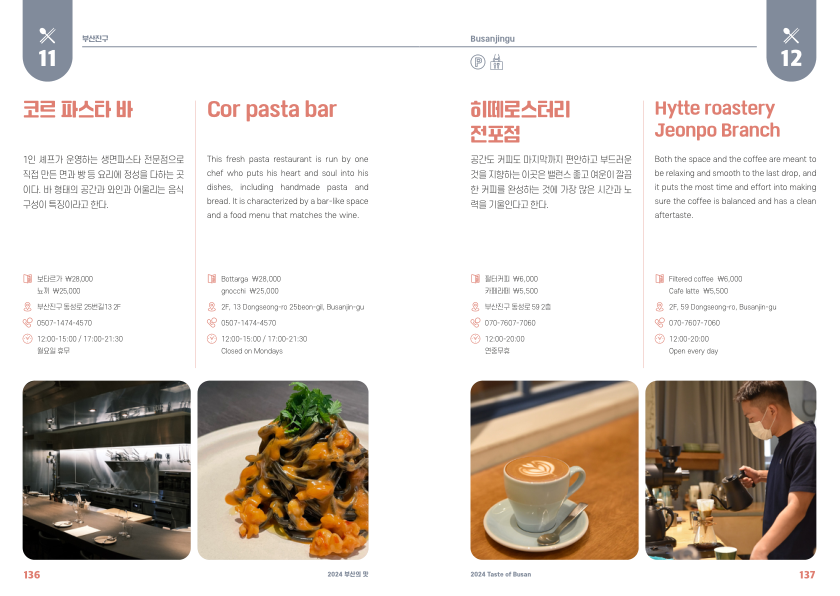 11
부산진구
코르 파스타 바
1인 셰프가 운영하는 생면파스타 전문점으로
직접 만든 면과 빵 등 요리에 정성을 다하는 곳
이다. 바 형태의 공간과 와인과 어울리는 음식
구성이 특징이라고 한다.
보타르가 ₩28,000
뇨끼 ₩25,000
부산진구 동성로 25번길13 2F
0507-1474-4570
12:00-15:00 / 17:00-21:30
월요일 휴무
Cor pasta bar
This fresh pasta restaurant is run by one
chef who puts his heart and soul into his
dishes, including handmade pasta and
bread. It is characterized by a bar-like space
and a food menu that matches the wine.
Bottarga ₩28,000
gnocchi ₩25,000
2F, 13 Dongseong-ro 25beon-gil, Busanjin-gu
0507-1474-4570
12:00-15:00 / 17:00-21:30
Closed on Mondays
136
2024 부산의 맛
Busanjingu
12
P
히떼로스터리
전포점
공간도 커피도 마지막까지 편안하고 부드러운
것을 지향하는 이곳은 밸런스 좋고 여운이 깔끔
한 커피를 완성하는 것에 가장 많은 시간과 노
력을 기울인다고 한다.
필터커피 ₩6,000
카페라떼 ₩5,500
부산진구 동성로 59 2층
070-7607-7060
12:00-20:00
연중무휴
Hytte roastery
Jeonpo Branch
Both the space and the coffee are meant to
be relaxing and smooth to the last drop, and
it puts the most time and effort into making
sure the coffee is balanced and has a clean
aftertaste.
Filtered coffee ₩6,000
Cafe latte ₩5,500
2F, 59 Dongseong-ro, Busanjin-gu
070-7607-7060
12:00-20:00
Open every day
2024 Taste of Busan
137